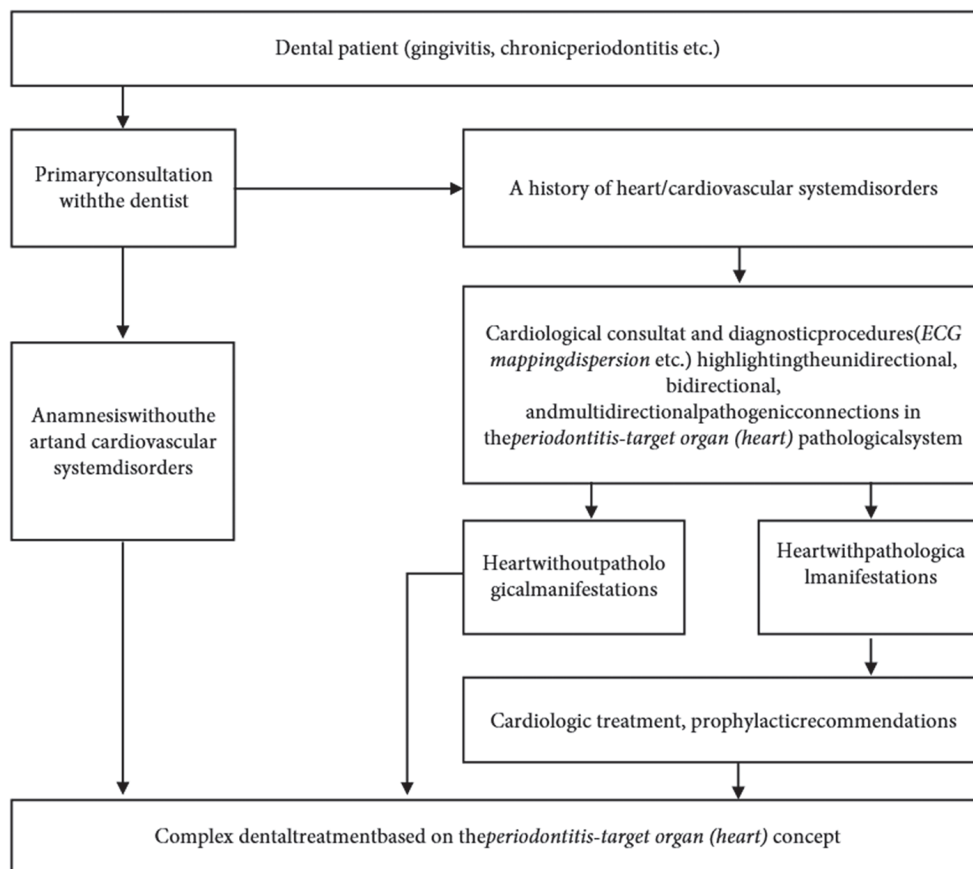 Dental patient (gingivitis, chronicperiodontitis etc.)
Primaryconsultation
withthe dentist
A history of heart/cardiovascular systemdisorders
Cardiological consultat and diagnosticprocedures(ECG
mappingdispersion etc.) highlightingtheunidirectional,
bidirectional,
andmultidirectionalpathogenicconnections in
theperiodontitis-target organ (heart) pathologicalsystem
Anamnesiswithouthe
artand cardiovascular
systemdisorders
Heartwithoutpatholo
gicalmanifestations
Heartwithpathologica
lmanifestations
Cardiologic treatment, prophylacticrecommendations
Complex dentaltreatmentbased on theperiodontitis-target organ (heart) concept